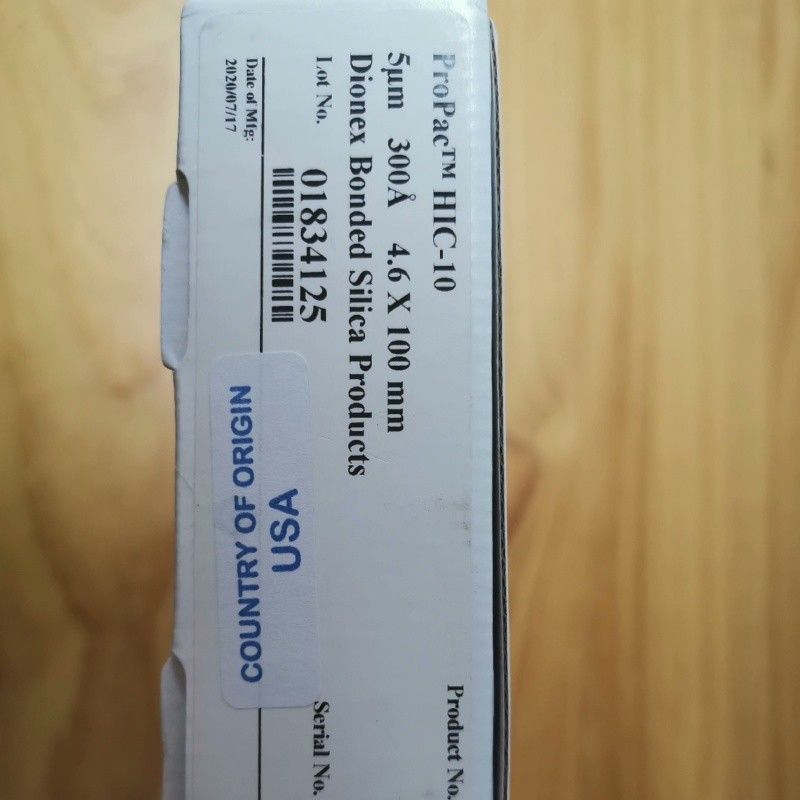 ProPac™ HIC-10
5µm 300Å 4.6 X 100 mm
Dionex Bonded Silica Products
Lot No. 01834125
Date of Mfg:
2020/07/17
COUNTRY OF ORIGIN
USA
Product No.
Serial No.